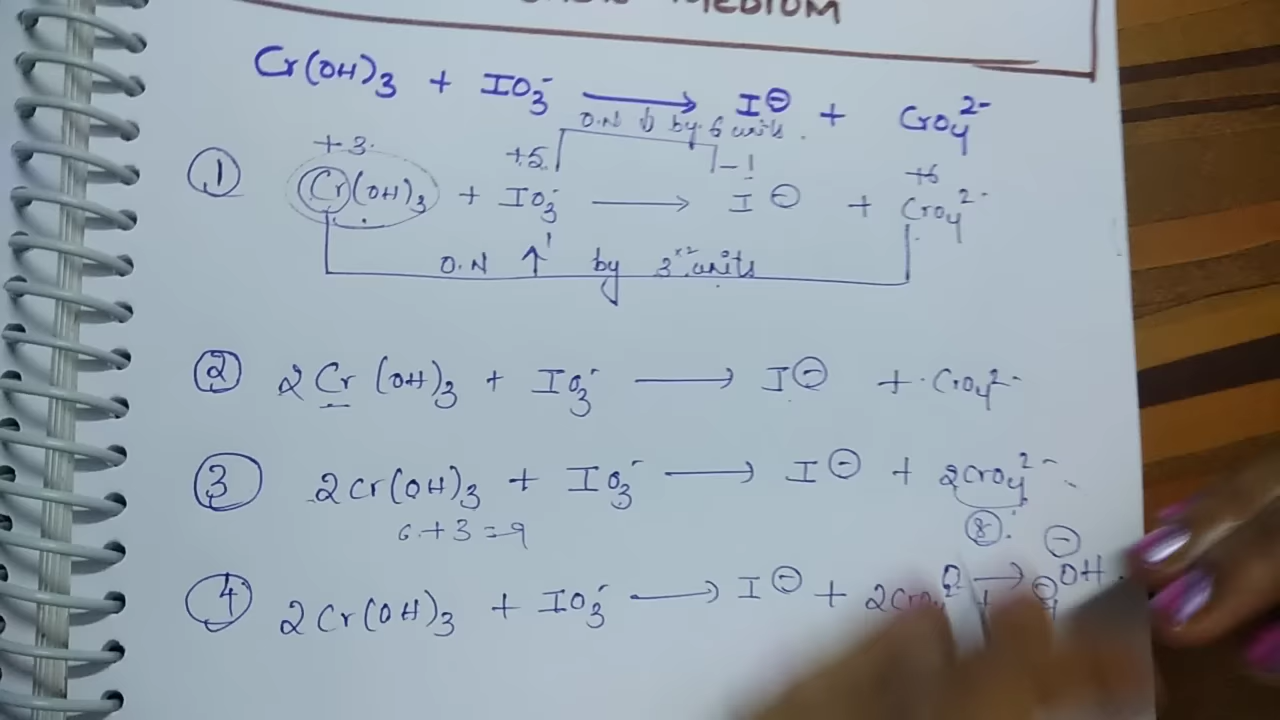 MEDIUM
Cr(OH)3 + IO3⁻ ⟶ I⊖ + CrO4²⁻
O.N ↓ by 6 units.
+3. +5 -1 +6
① Cr(OH)3 + IO3⁻ ⟶ I⊖ + CrO4²⁻
O.N ↑ by 3×2 units
② 2Cr(OH)3 + IO3⁻ ⟶ I⊖ + CrO4²⁻
③ 2Cr(OH)3 + IO3⁻ ⟶ I⊖ + 2CrO4²⁻
6+3=9 8.
④ 2Cr(OH)3 + IO3⁻ ⟶ I⊖ + 2CrO4 ⟶ ⊖OH